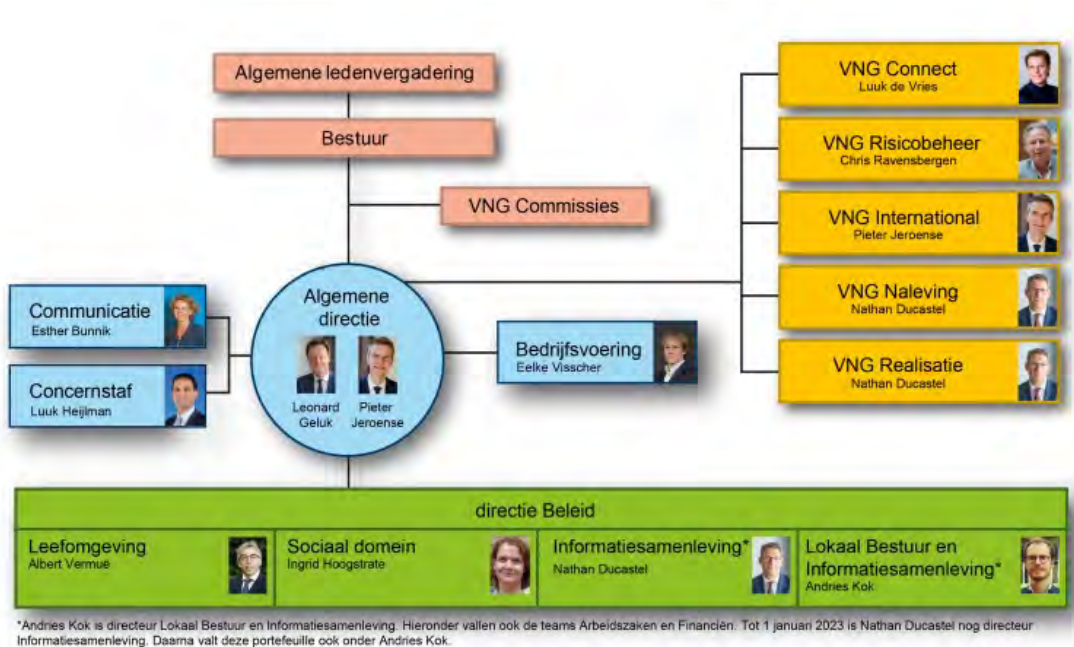 Algemene ledenvergadering
Bestuur
VNG Commissies
VNG Connect
Luuk de Vries
VNG Risicobeheer
Chris Ravensbergen
VNG International
Pieter Jeroense
VNG Naleving
Nathan Ducastel
VNG Realisatie
Nathan Ducastel
Communicatie
Esther Bunnik
Concernstaf
Luuk Heijlman
Algemene
directie
Leonard
Geluk
Pieter
Jeroense
Bedrijfsvoering
Eelke Visscher
directie Beleid
Leefomgeving
Albert Vermuë
Sociaal domein
Ingrid Hoogstrate
Informatiesamenleving*
Nathan Ducastel
Lokaal Bestuur en
Informatiesamenleving*
Andries Kok
*Andries Kok is directeur Lokaal Bestuur en Informatiesamenleving. Hieronder vallen ook de teams Arbeidszaken en Financiën. Tot 1 januari 2023 is Nathan Ducastel nog directeur
Informatiesamenleving. Daarna valt deze portefeuille ook onder Andries Kok.